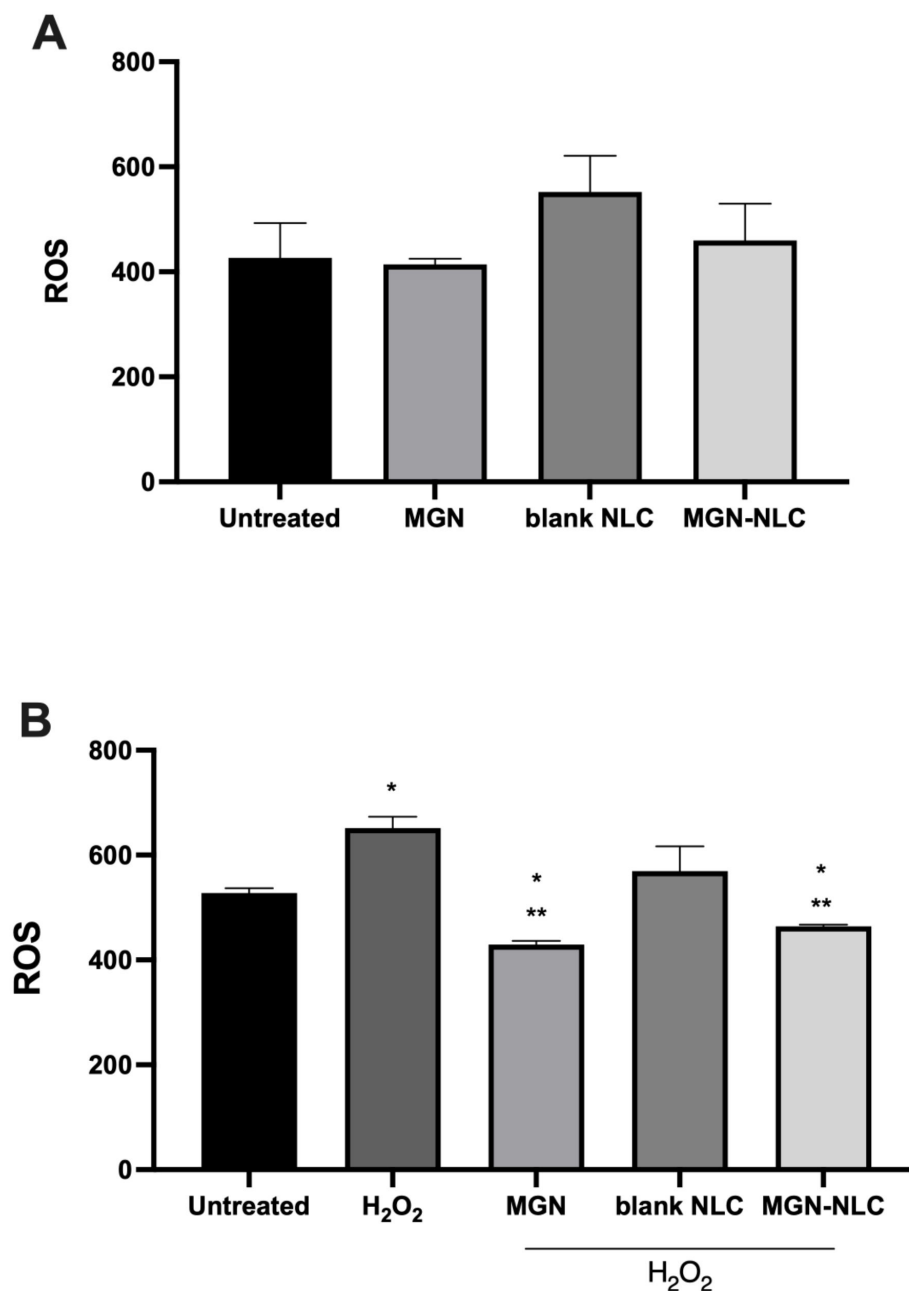 A
800
600
400
200
0
ROS
Untreated MGN blank NLC MGN-NLC
B
800
600
400
200
0
ROS
*
*
**
*
**
Untreated H₂O₂ MGN blank NLC MGN-NLC
H₂O₂